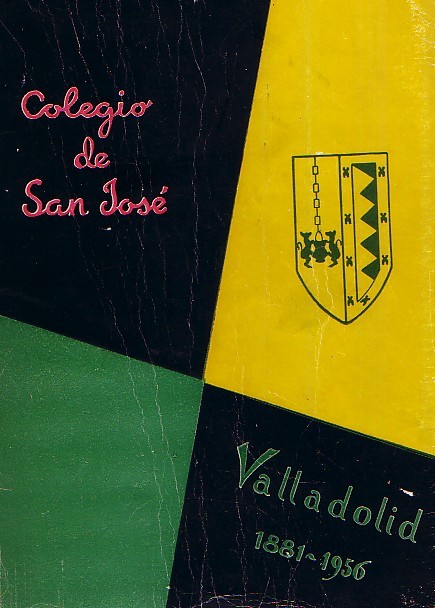 Colegio
de
San José
Valladolid
1881~1956